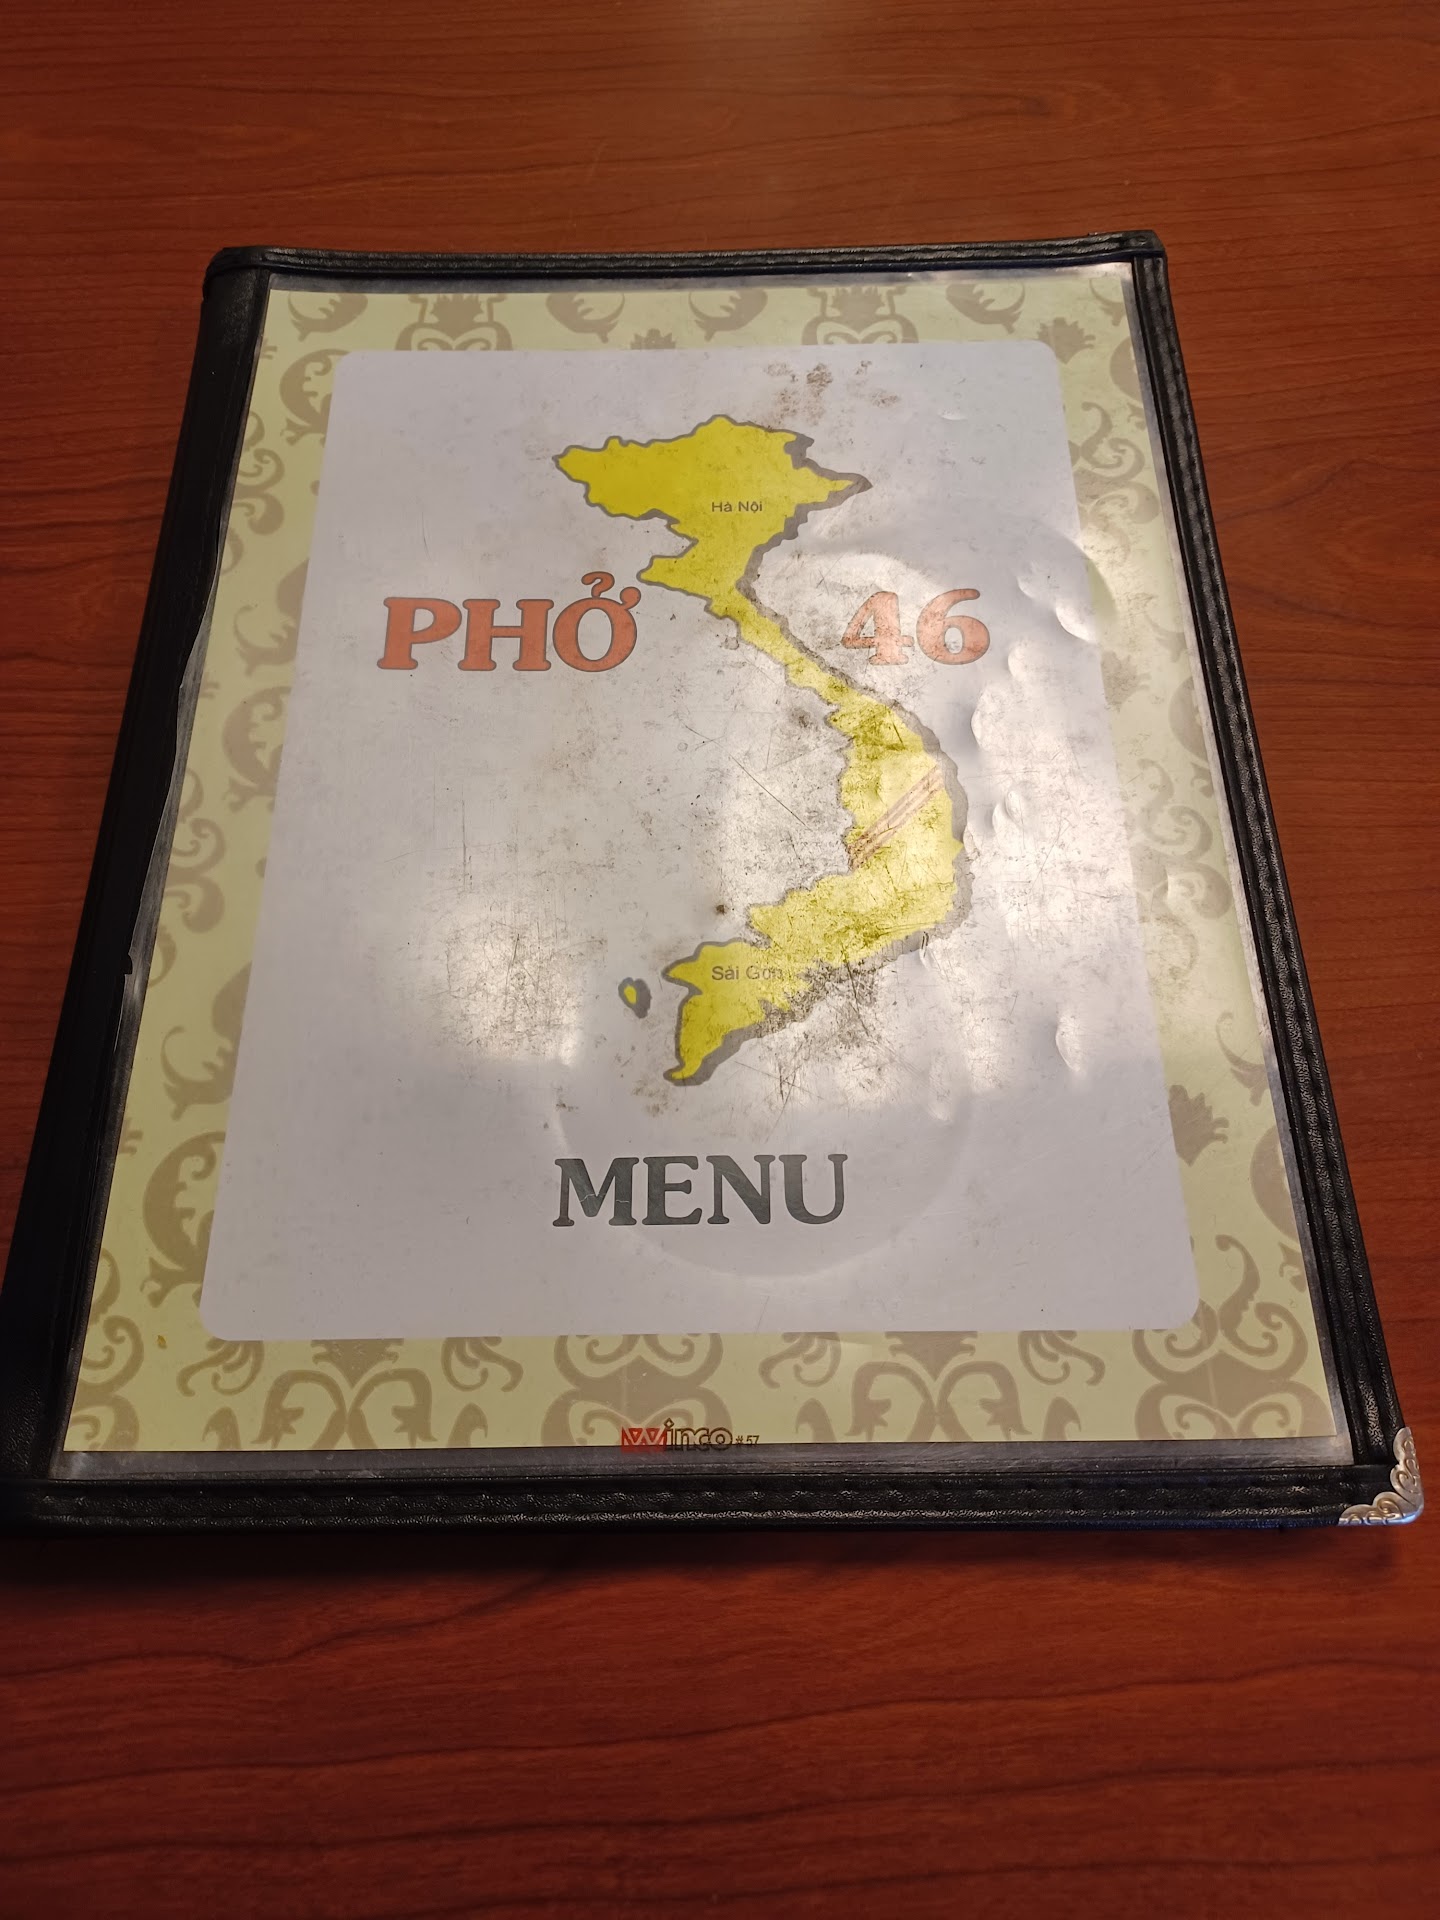 Hà Nội
PHỞ 46
Sài Gòn
MENU
Winco #57